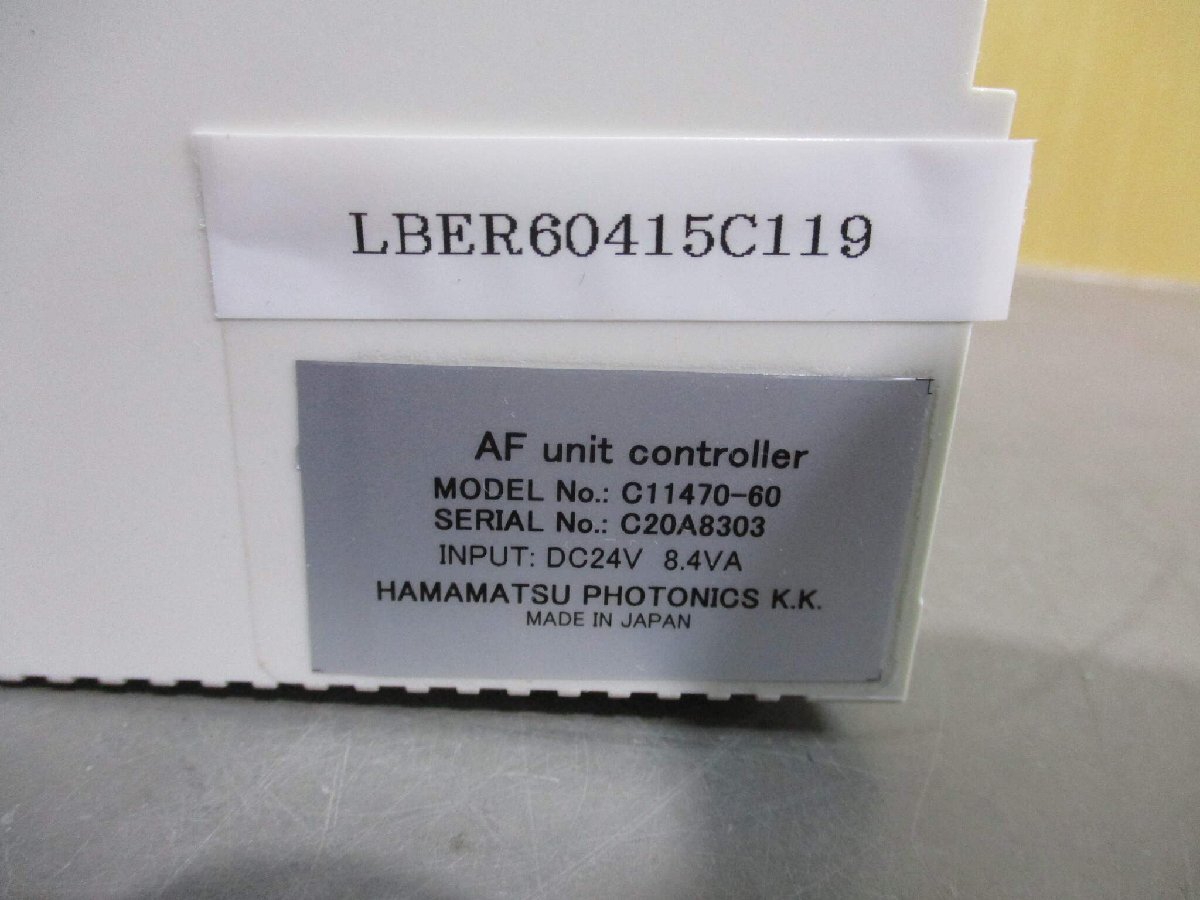 LBER60415C119
AF unit controller
MODEL No.: C11470-60
SERIAL No.: C20A8303
INPUT: DC24V 8.4VA
HAMAMATSU PHOTONICS K.K.
MADE IN JAPAN